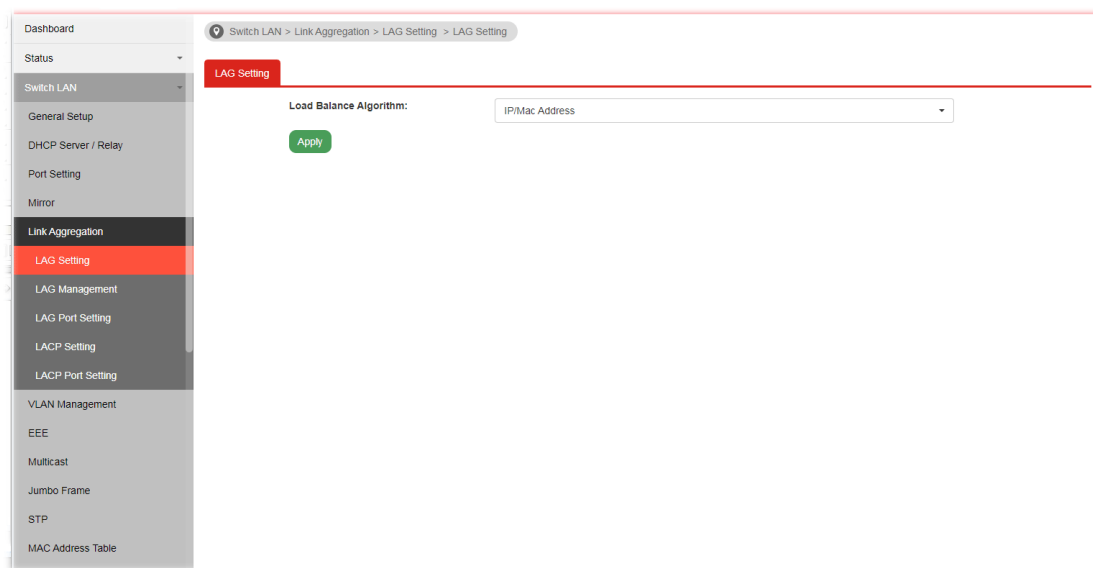 Dashboard
Status
Switch LAN
General Setup
DHCP Server / Relay
Port Setting
Mirror
Link Aggregation
LAG Setting
LAG Management
LAG Port Setting
LACP Setting
LACP Port Setting
VLAN Management
EEE
Multicast
Jumbo Frame
STP
MAC Address Table
Switch LAN > Link Aggregation > LAG Setting > LAG Setting
LAG Setting
Load Balance Algorithm: IP/Mac Address
Apply